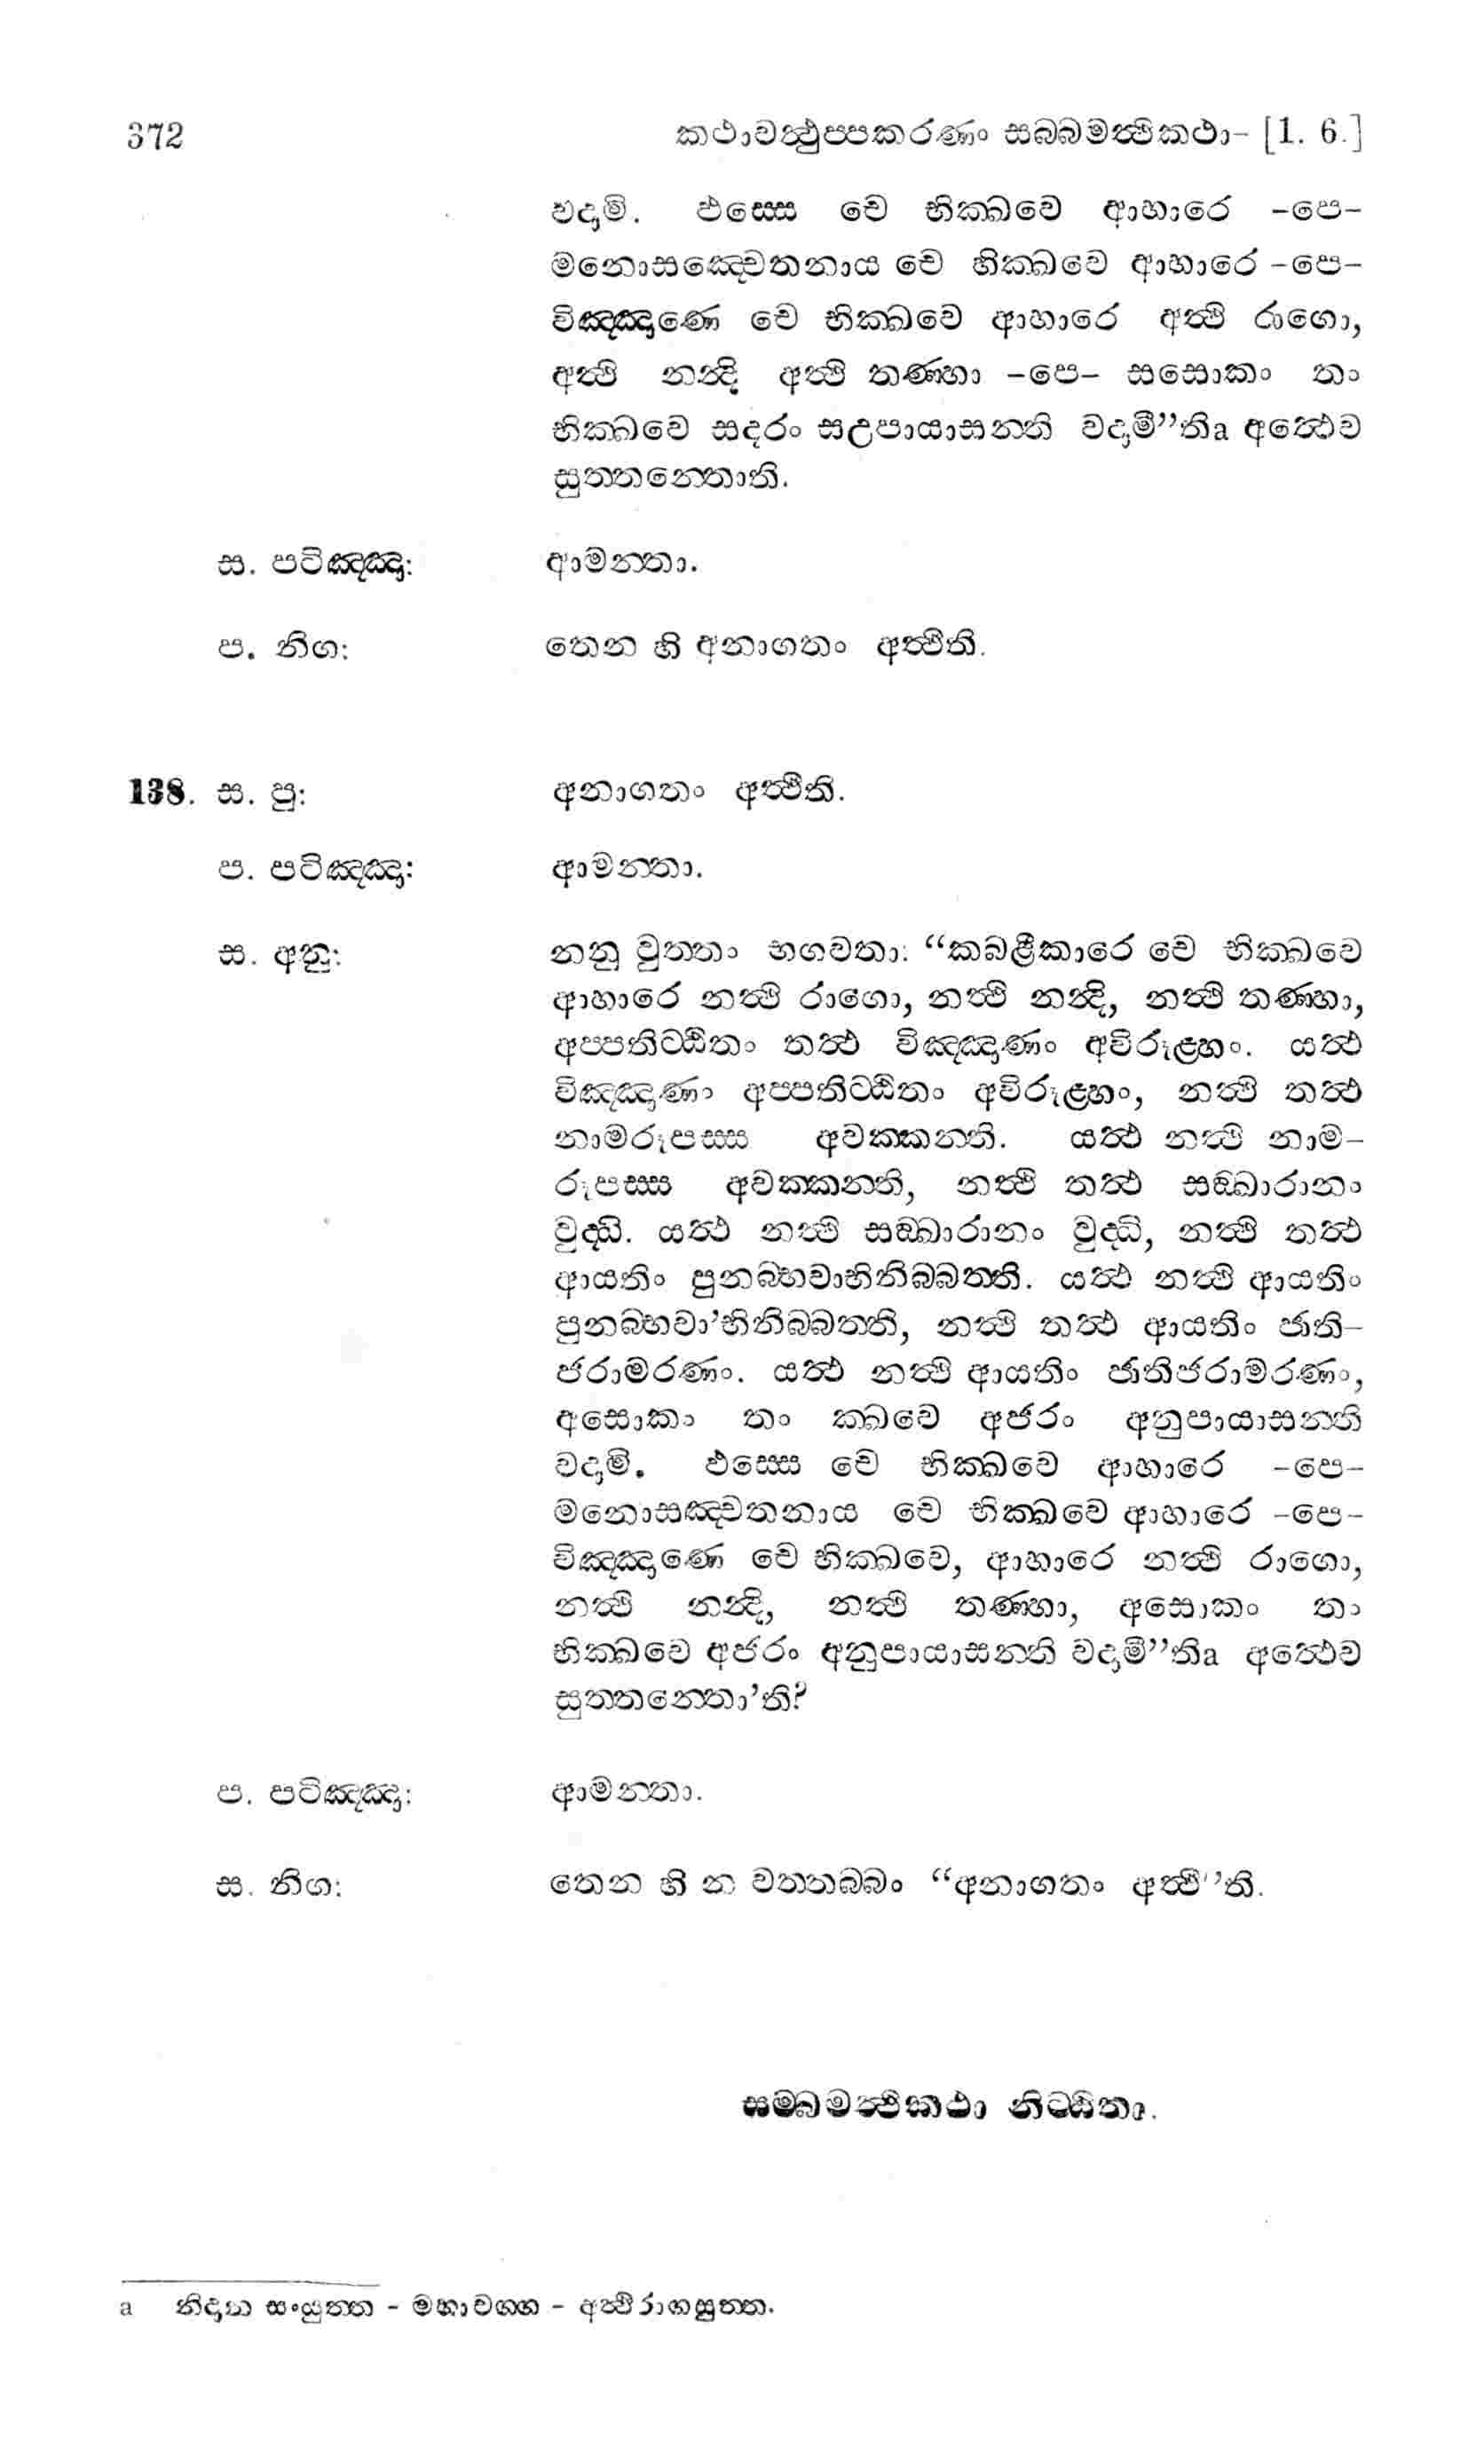 372 කථාවත්ථුප්පකරණං සබ්බමත්ථිකථා- [1. 6.]
වදාමි. ඵස්සෙ චෙ භික්ඛවෙ ආහාරෙ -පෙ-
මනොසඤ්චෙතනාය චෙ භික්ඛවෙ ආහාරෙ -පෙ-
විඤ්ඤාණෙ චෙ භික්ඛවෙ ආහාරෙ අත්ථි රාගො,
අත්ථි නන්දි අත්ථි තණ්හා -පෙ- සසොකං තං
භික්ඛවෙ සදරං සඋපායාසන්ති වදාමී”තිa අත්ථෙව
සුත්තන්තොති.
ස. පටිඤ්ඤා: ආමන්තා.
ප. නිග: තෙන හි අනාගතං අත්ථිති.
138. ස. පු: අනාගතං අත්ථීති.
ප. පටිඤ්ඤා: ආමන්තා.
ස. අනු: නනු වුත්තං භගවතා: “කබළීකාරෙ චෙ භික්ඛවෙ
ආහාරෙ නත්ථි රාගො, නත්ථි නන්දි, නත්ථි තණ්හා,
අප්පතිට්ඨිතං තත්ථ විඤ්ඤාණං අවිරූළ්හං. යත්ථ
විඤ්ඤාණං අප්පතිට්ඨිතං අවිරූළ්හං, නත්ථි තත්ථ
නාමරූපස්ස අවක්කන්ති. යත්ථ නත්ථි නාම-
රූපස්ස අවක්කන්ති, නත්ථි තත්ථ සඞ්ඛාරානං
වුද්ධි. යත්ථ නත්ථි සඞ්ඛාරානං වුද්ධි, නත්ථි තත්ථ
ආයතිං පුනබ්භවාභිනිබ්බත්ති. යත්ථ නත්ථි ආයතිං
පුනබ්භවා’භිනිබ්බත්ති, නත්ථි තත්ථ ආයතිං ජාති-
ජරාමරණං. යත්ථ නත්ථි ආයතිං ජාතිජරාමරණං,
අසොකං තං ක්ඛවෙ අජරං අනුපායාසන්ති
වදාමි. ඵස්සෙ චෙ භික්ඛවෙ ආහාරෙ -පෙ-
මනොසඤ්චතනාය චෙ භික්ඛවෙ ආහාරෙ -පෙ-
විඤ්ඤාණෙ චෙ භික්ඛවෙ, ආහාරෙ නත්ථි රාගො,
නත්ථි නන්දි, නත්ථි තණ්හා, අසොකං තං
භික්ඛවෙ අජරං අනුපායාසන්ති වදාමී”තිa අත්ථෙව
සුත්තන්තො’ති?
ප. පටිඤ්ඤා: ආමන්තා.
ස. නිග: තෙන හි න වත්තබ්බං “අනාගතං අත්ථි”ති.
සබ්බමත්ථිකථා නිට්ඨිතා.
a නිදාන සංයුත්ත - මහාවග්ග - අත්ථිරාගසුත්ත.